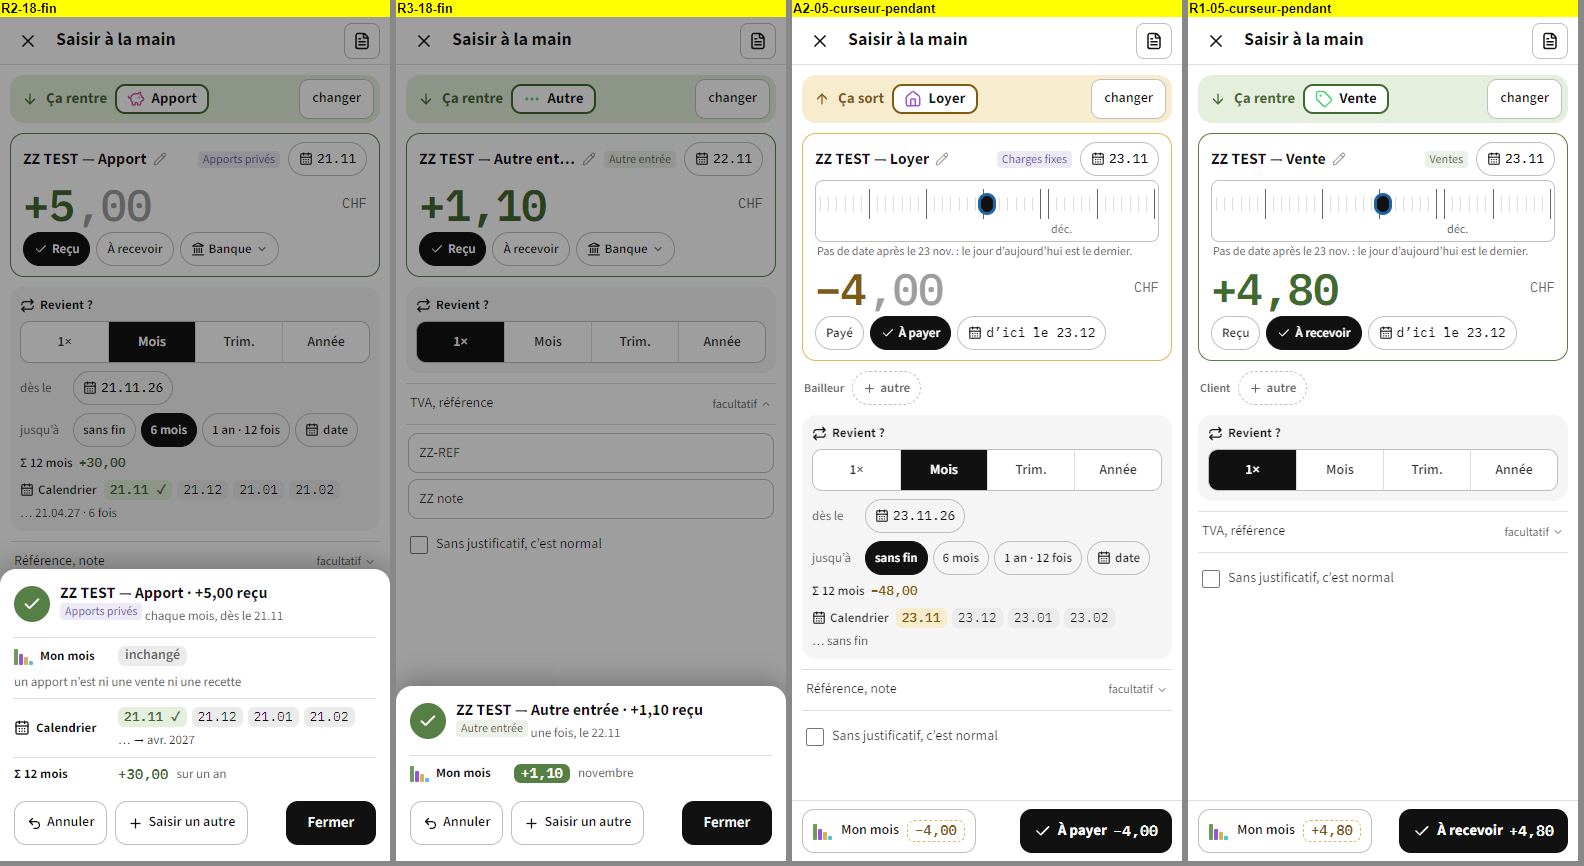 R2-18-fin
Saisir à la main
Ça rentre Apport changer
ZZ TEST — Apport Apports privés 21.11
+5,00 CHF
Reçu À recevoir Banque
Revient ?
1× Mois Trim. Année
dès le 21.11.26
jusqu’à sans fin 6 mois 1 an · 12 fois date
Σ 12 mois +30,00
Calendrier 21.11 ✓ 21.12 21.01 21.02
… 21.04.27 · 6 fois
Référence, note facultatif
ZZ TEST — Apport · +5,00 reçu
Apports privés chaque mois, dès le 21.11
Mon mois inchangé
un apport n’est ni une vente ni une recette
Calendrier 21.11 ✓ 21.12 21.01 21.02
… → avr. 2027
Σ 12 mois +30,00 sur un an
Annuler Saisir un autre Fermer
R3-18-fin
Saisir à la main
Ça rentre Autre changer
ZZ TEST — Autre ent… Autre entrée 22.11
+1,10 CHF
Reçu À recevoir Banque
Revient ?
1× Mois Trim. Année
TVA, référence facultatif
ZZ-REF
ZZ note
Sans justificatif, c’est normal
ZZ TEST — Autre entrée · +1,10 reçu
Autre entrée une fois, le 22.11
Mon mois +1,10 novembre
Annuler Saisir un autre Fermer
A2-05-curseur-pendant
Saisir à la main
Ça sort Loyer changer
ZZ TEST — Loyer Charges fixes 23.11
déc.
Pas de date après le 23 nov. : le jour d’aujourd’hui est le dernier.
−4,00 CHF
Payé À payer d’ici le 23.12
Bailleur + autre
Revient ?
1× Mois Trim. Année
dès le 23.11.26
jusqu’à sans fin 6 mois 1 an · 12 fois date
Σ 12 mois −48,00
Calendrier 23.11 23.12 23.01 23.02
… sans fin
Référence, note facultatif
Sans justificatif, c’est normal
Mon mois −4,00 À payer −4,00
R1-05-curseur-pendant
Saisir à la main
Ça rentre Vente changer
ZZ TEST — Vente Ventes 23.11
déc.
Pas de date après le 23 nov. : le jour d’aujourd’hui est le dernier.
+4,80 CHF
Reçu À recevoir d’ici le 23.12
Client + autre
Revient ?
1× Mois Trim. Année
TVA, référence facultatif
Sans justificatif, c’est normal
Mon mois +4,80 À recevoir +4,80